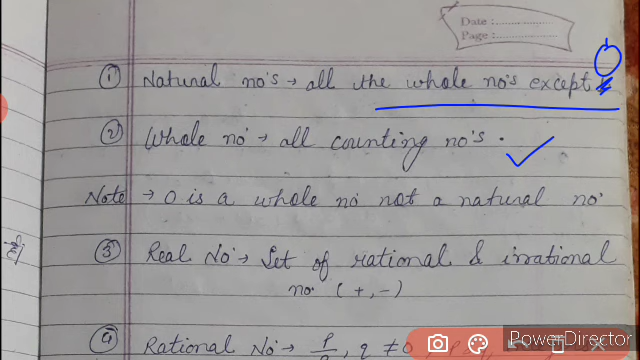 Date :
Page :
① Natural no's → all the whole no's except 0
② Whole no → all counting no's.
Note → 0 is a whole no not a natural no.
③ Real No → Set of rational & irrational
no. (+, -)
④ Rational No → P/q, q ≠ 0
PowerDirector